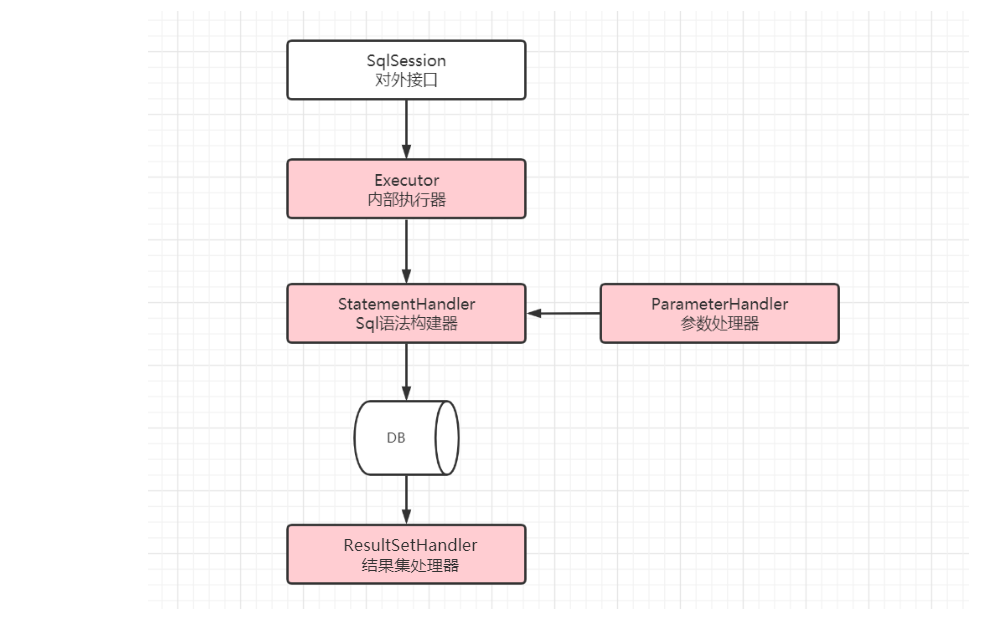 SqlSession
对外接口
Executor
内部执行器
StatementHandler
Sql语法构建器
ParameterHandler
参数处理器
DB
ResultSetHandler
结果集处理器